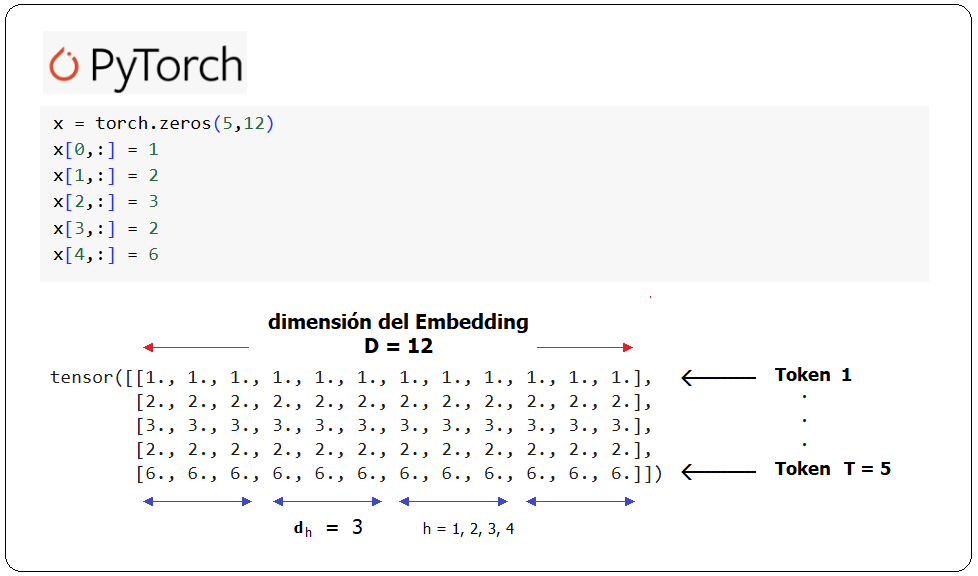 PyTorch
x = torch.zeros(5,12)
x[0,:] = 1
x[1,:] = 2
x[2,:] = 3
x[3,:] = 2
x[4,:] = 6
dimensión del Embedding
D = 12
tensor([[1., 1., 1., 1., 1., 1., 1., 1., 1., 1., 1., 1.], Token 1
[2., 2., 2., 2., 2., 2., 2., 2., 2., 2., 2., 2.],
[3., 3., 3., 3., 3., 3., 3., 3., 3., 3., 3., 3.],
[2., 2., 2., 2., 2., 2., 2., 2., 2., 2., 2., 2.],
[6., 6., 6., 6., 6., 6., 6., 6., 6., 6., 6., 6.]]) Token T = 5
dh = 3 h = 1, 2, 3, 4